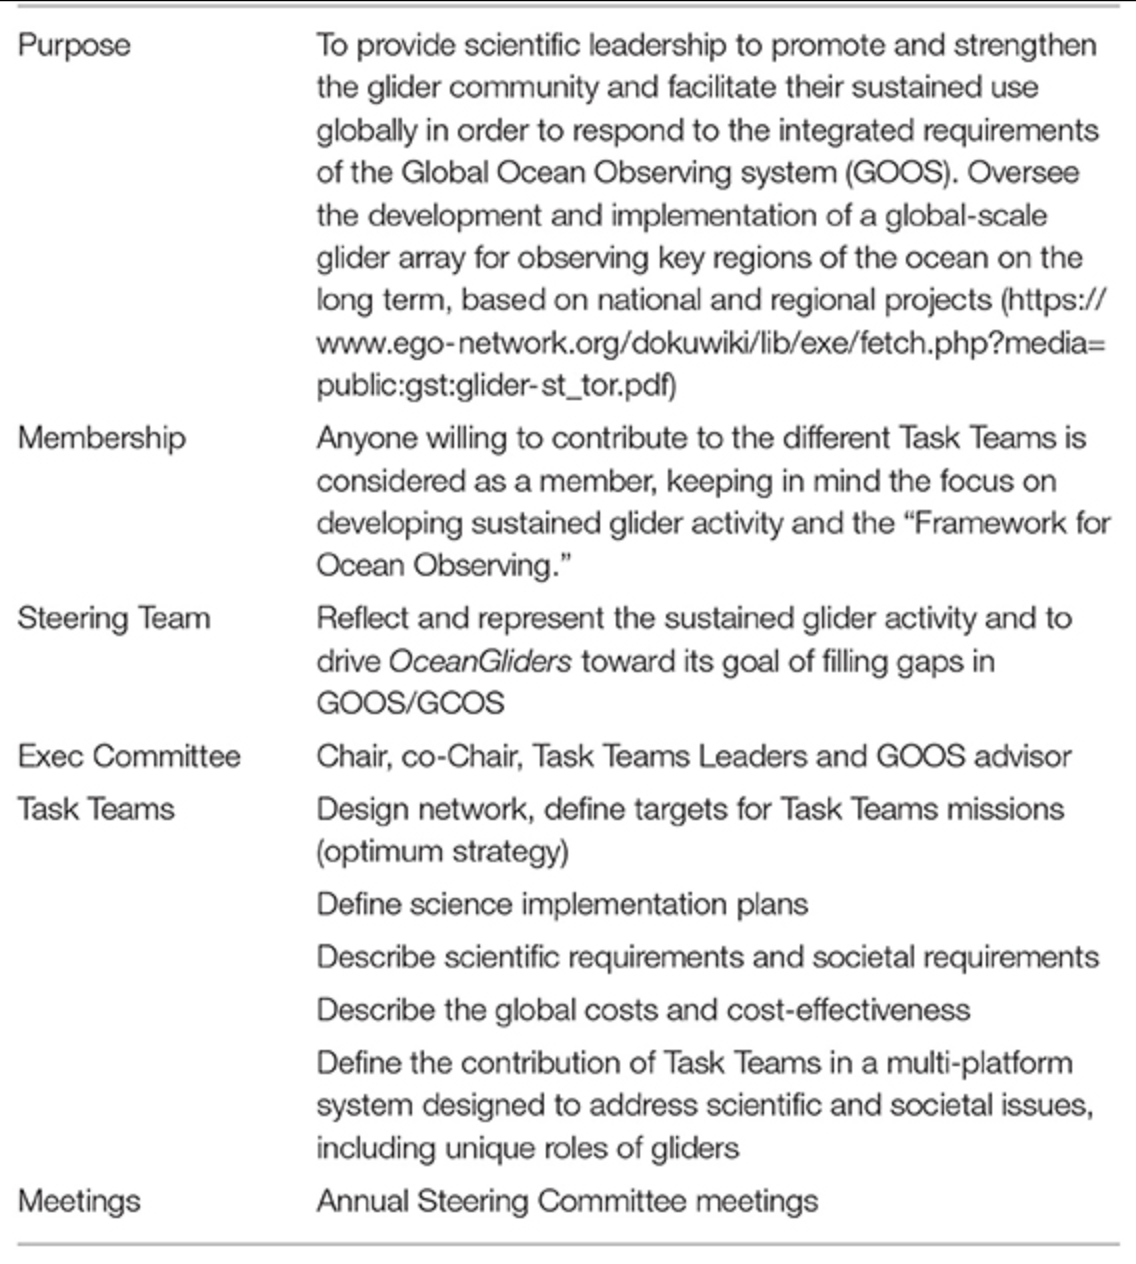 Purpose To provide scientific leadership to promote and strengthen
the glider community and facilitate their sustained use
globally in order to respond to the integrated requirements
of the Global Ocean Observing system (GOOS). Oversee
the development and implementation of a global-scale
glider array for observing key regions of the ocean on the
long term, based on national and regional projects (https://
www.ego-network.org/dokuwiki/lib/exe/fetch.php?media=
public:gst:glider-st_tor.pdf)
Membership Anyone willing to contribute to the different Task Teams is
considered as a member, keeping in mind the focus on
developing sustained glider activity and the “Framework for
Ocean Observing.”
Steering Team Reflect and represent the sustained glider activity and to
drive OceanGliders toward its goal of filling gaps in
GOOS/GCOS
Exec Committee Chair, co-Chair, Task Teams Leaders and GOOS advisor
Task Teams Design network, define targets for Task Teams missions
(optimum strategy)
Define science implementation plans
Describe scientific requirements and societal requirements
Describe the global costs and cost-effectiveness
Define the contribution of Task Teams in a multi-platform
system designed to address scientific and societal issues,
including unique roles of gliders
Meetings Annual Steering Committee meetings